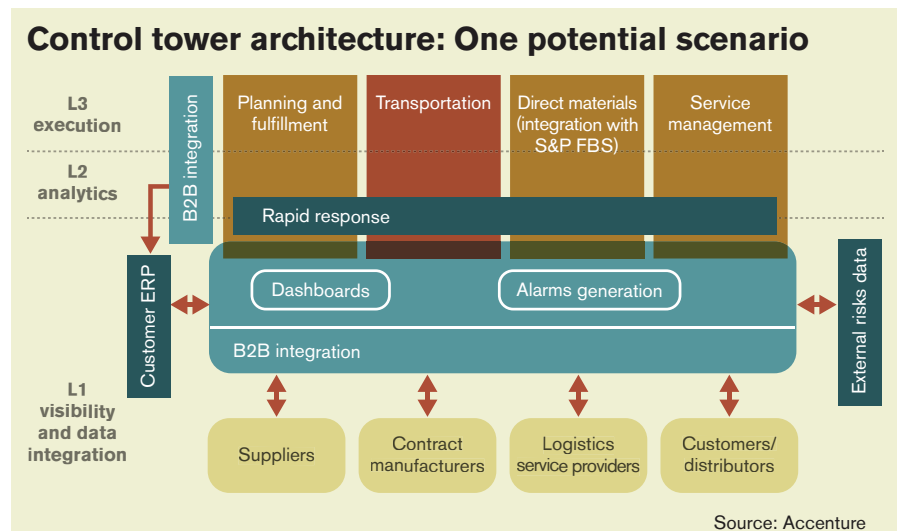 Control tower architecture: One potential scenario
L3
execution
L2
analytics
L1
visibility
and data
integration
B2B integration
Planning and
fulfillment
Transportation
Direct materials
(integration with
S&P FBS)
Service
management
Rapid response
Customer ERP
Dashboards
Alarms generation
B2B integration
External risks data
Suppliers
Contract
manufacturers
Logistics
service providers
Customers/
distributors
Source: Accenture